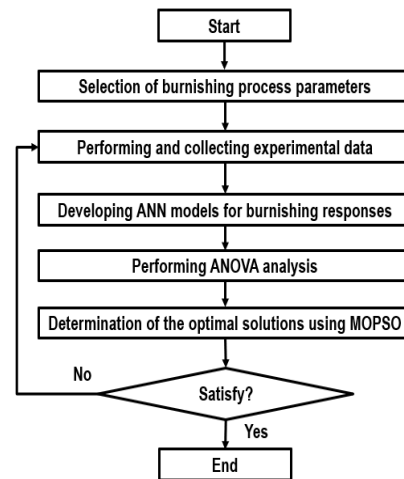 Start
Selection of burnishing process parameters
Performing and collecting experimental data
Developing ANN models for burnishing responses
Performing ANOVA analysis
Determination of the optimal solutions using MOPSO
No
Satisfy?
Yes
End